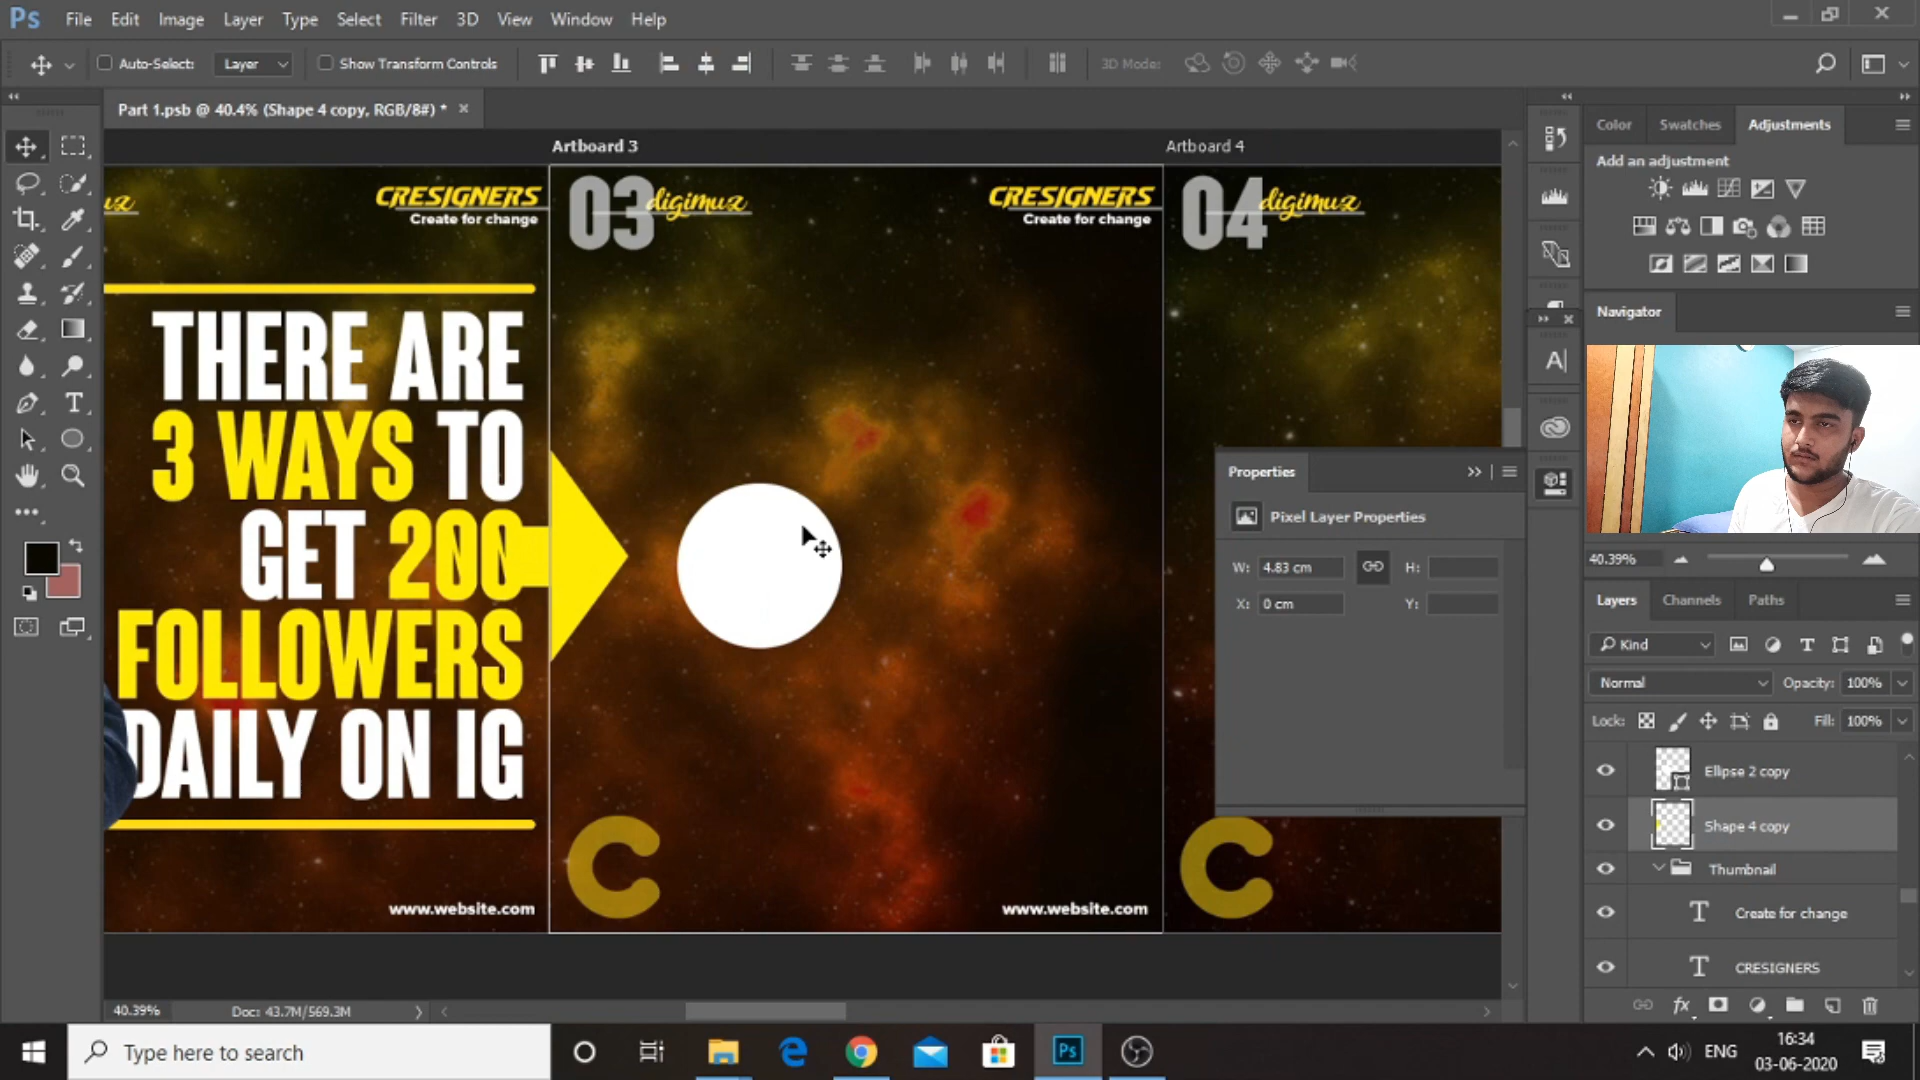 Ps File Edit Image Layer Type Select Filter 3D View Window Help
Auto-Select: Layer Show Transform Controls 3D Mode:
Part 1.psb @ 40.4% (Shape 4 copy, RGB/8#) *
Color Swatches Adjustments
Artboard 3 Artboard 4
Add an adjustment
CRESIGNERS
Create for change
03 digimuz
CRESIGNERS
Create for change
04 digimuz
Navigator
THERE ARE
3 WAYS TO
GET 200
FOLLOWERS
DAILY ON IG
www.website.com
C
www.website.com
C
Properties
Pixel Layer Properties
W: 4.83 cm H:
X: 0 cm Y:
40.39%
Layers Channels Paths
Kind
Normal Opacity: 100%
Lock: Fill: 100%
Ellipse 2 copy
Shape 4 copy
Thumbnail
T Create for change
T CRESIGNERS
40.39% Doc: 43.7M/569.3M
Type here to search
Ps
ENG
16:34
03-06-2020